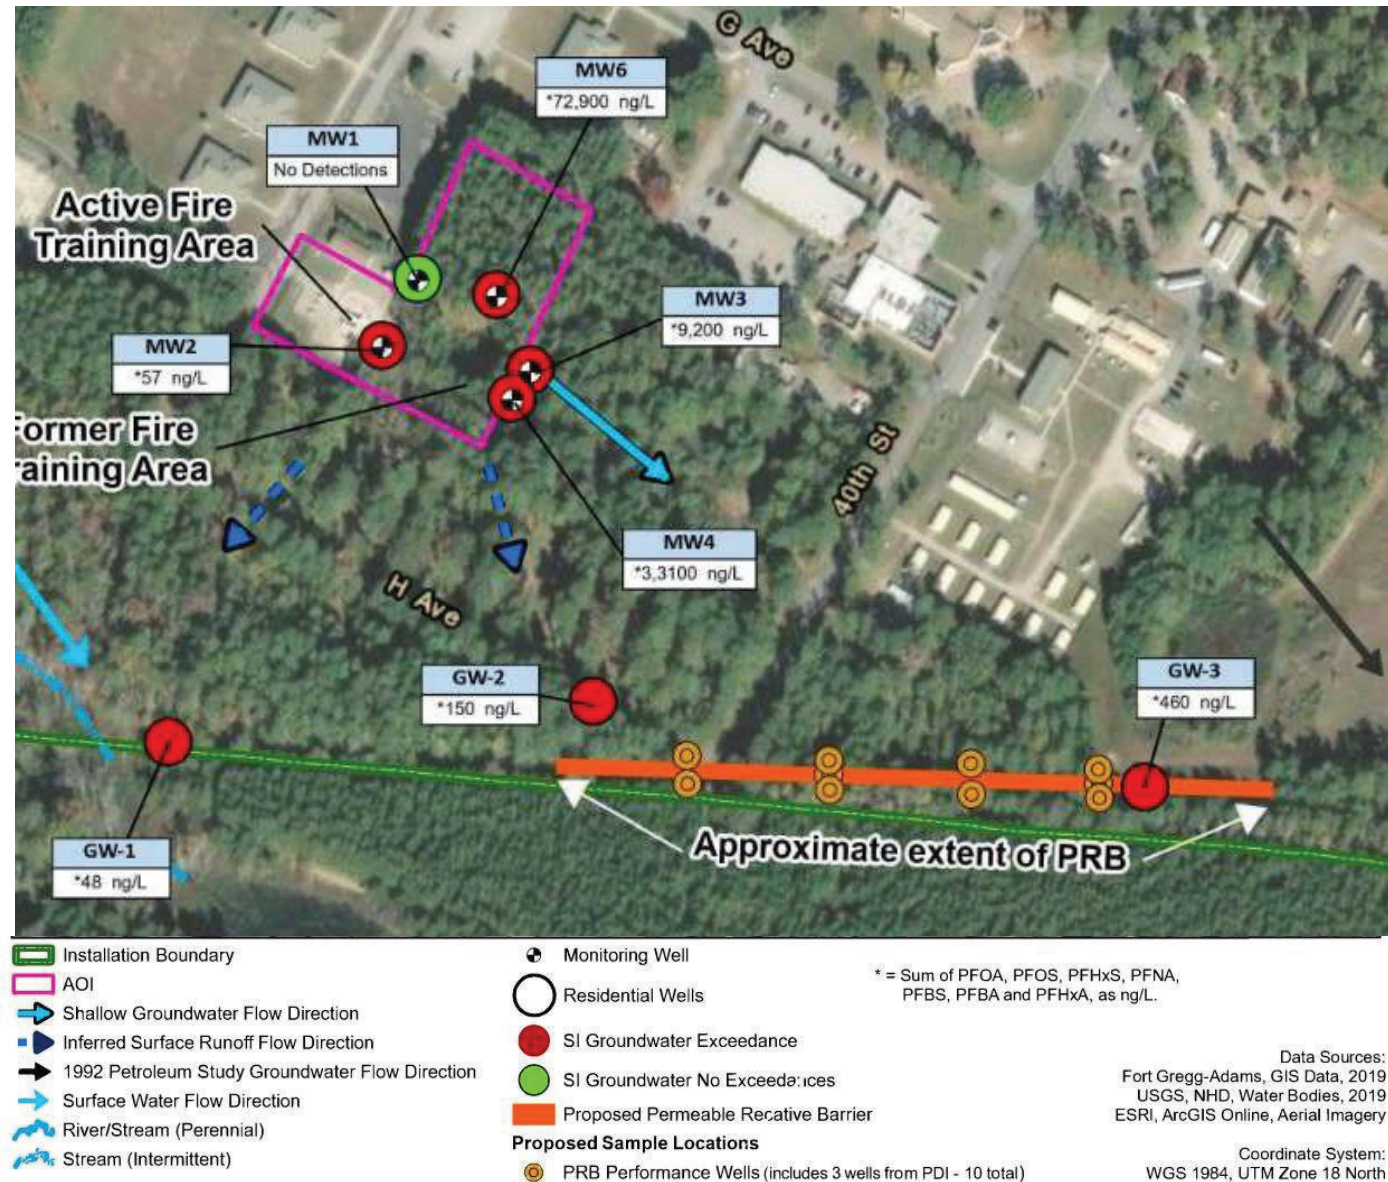 G Ave
MW6
*72,900 ng/L
MW1
No Detections
Active Fire
Training Area
MW3
*9,200 ng/L
MW2
*57 ng/L
Former Fire
raining Area
40th St
MW4
*3,3100 ng/L
H Ave
GW-2
*150 ng/L
GW-3
*460 ng/L
Approximate extent of PRB
GW-1
*48 ng/L
Installation Boundary
AOI
Shallow Groundwater Flow Direction
Inferred Surface Runoff Flow Direction
1992 Petroleum Study Groundwater Flow Direction
Surface Water Flow Direction
River/Stream (Perennial)
Stream (Intermittent)
Monitoring Well
Residential Wells
SI Groundwater Exceedance
SI Groundwater No Exceedances
Proposed Permeable Recative Barrier
Proposed Sample Locations
PRB Performance Wells (includes 3 wells from PDI - 10 total)
* = Sum of PFOA, PFOS, PFHxS, PFNA,
PFBS, PFBA and PFHxA, as ng/L.
Data Sources:
Fort Gregg-Adams, GIS Data, 2019
USGS, NHD, Water Bodies, 2019
ESRI, ArcGIS Online, Aerial Imagery
Coordinate System:
WGS 1984, UTM Zone 18 North